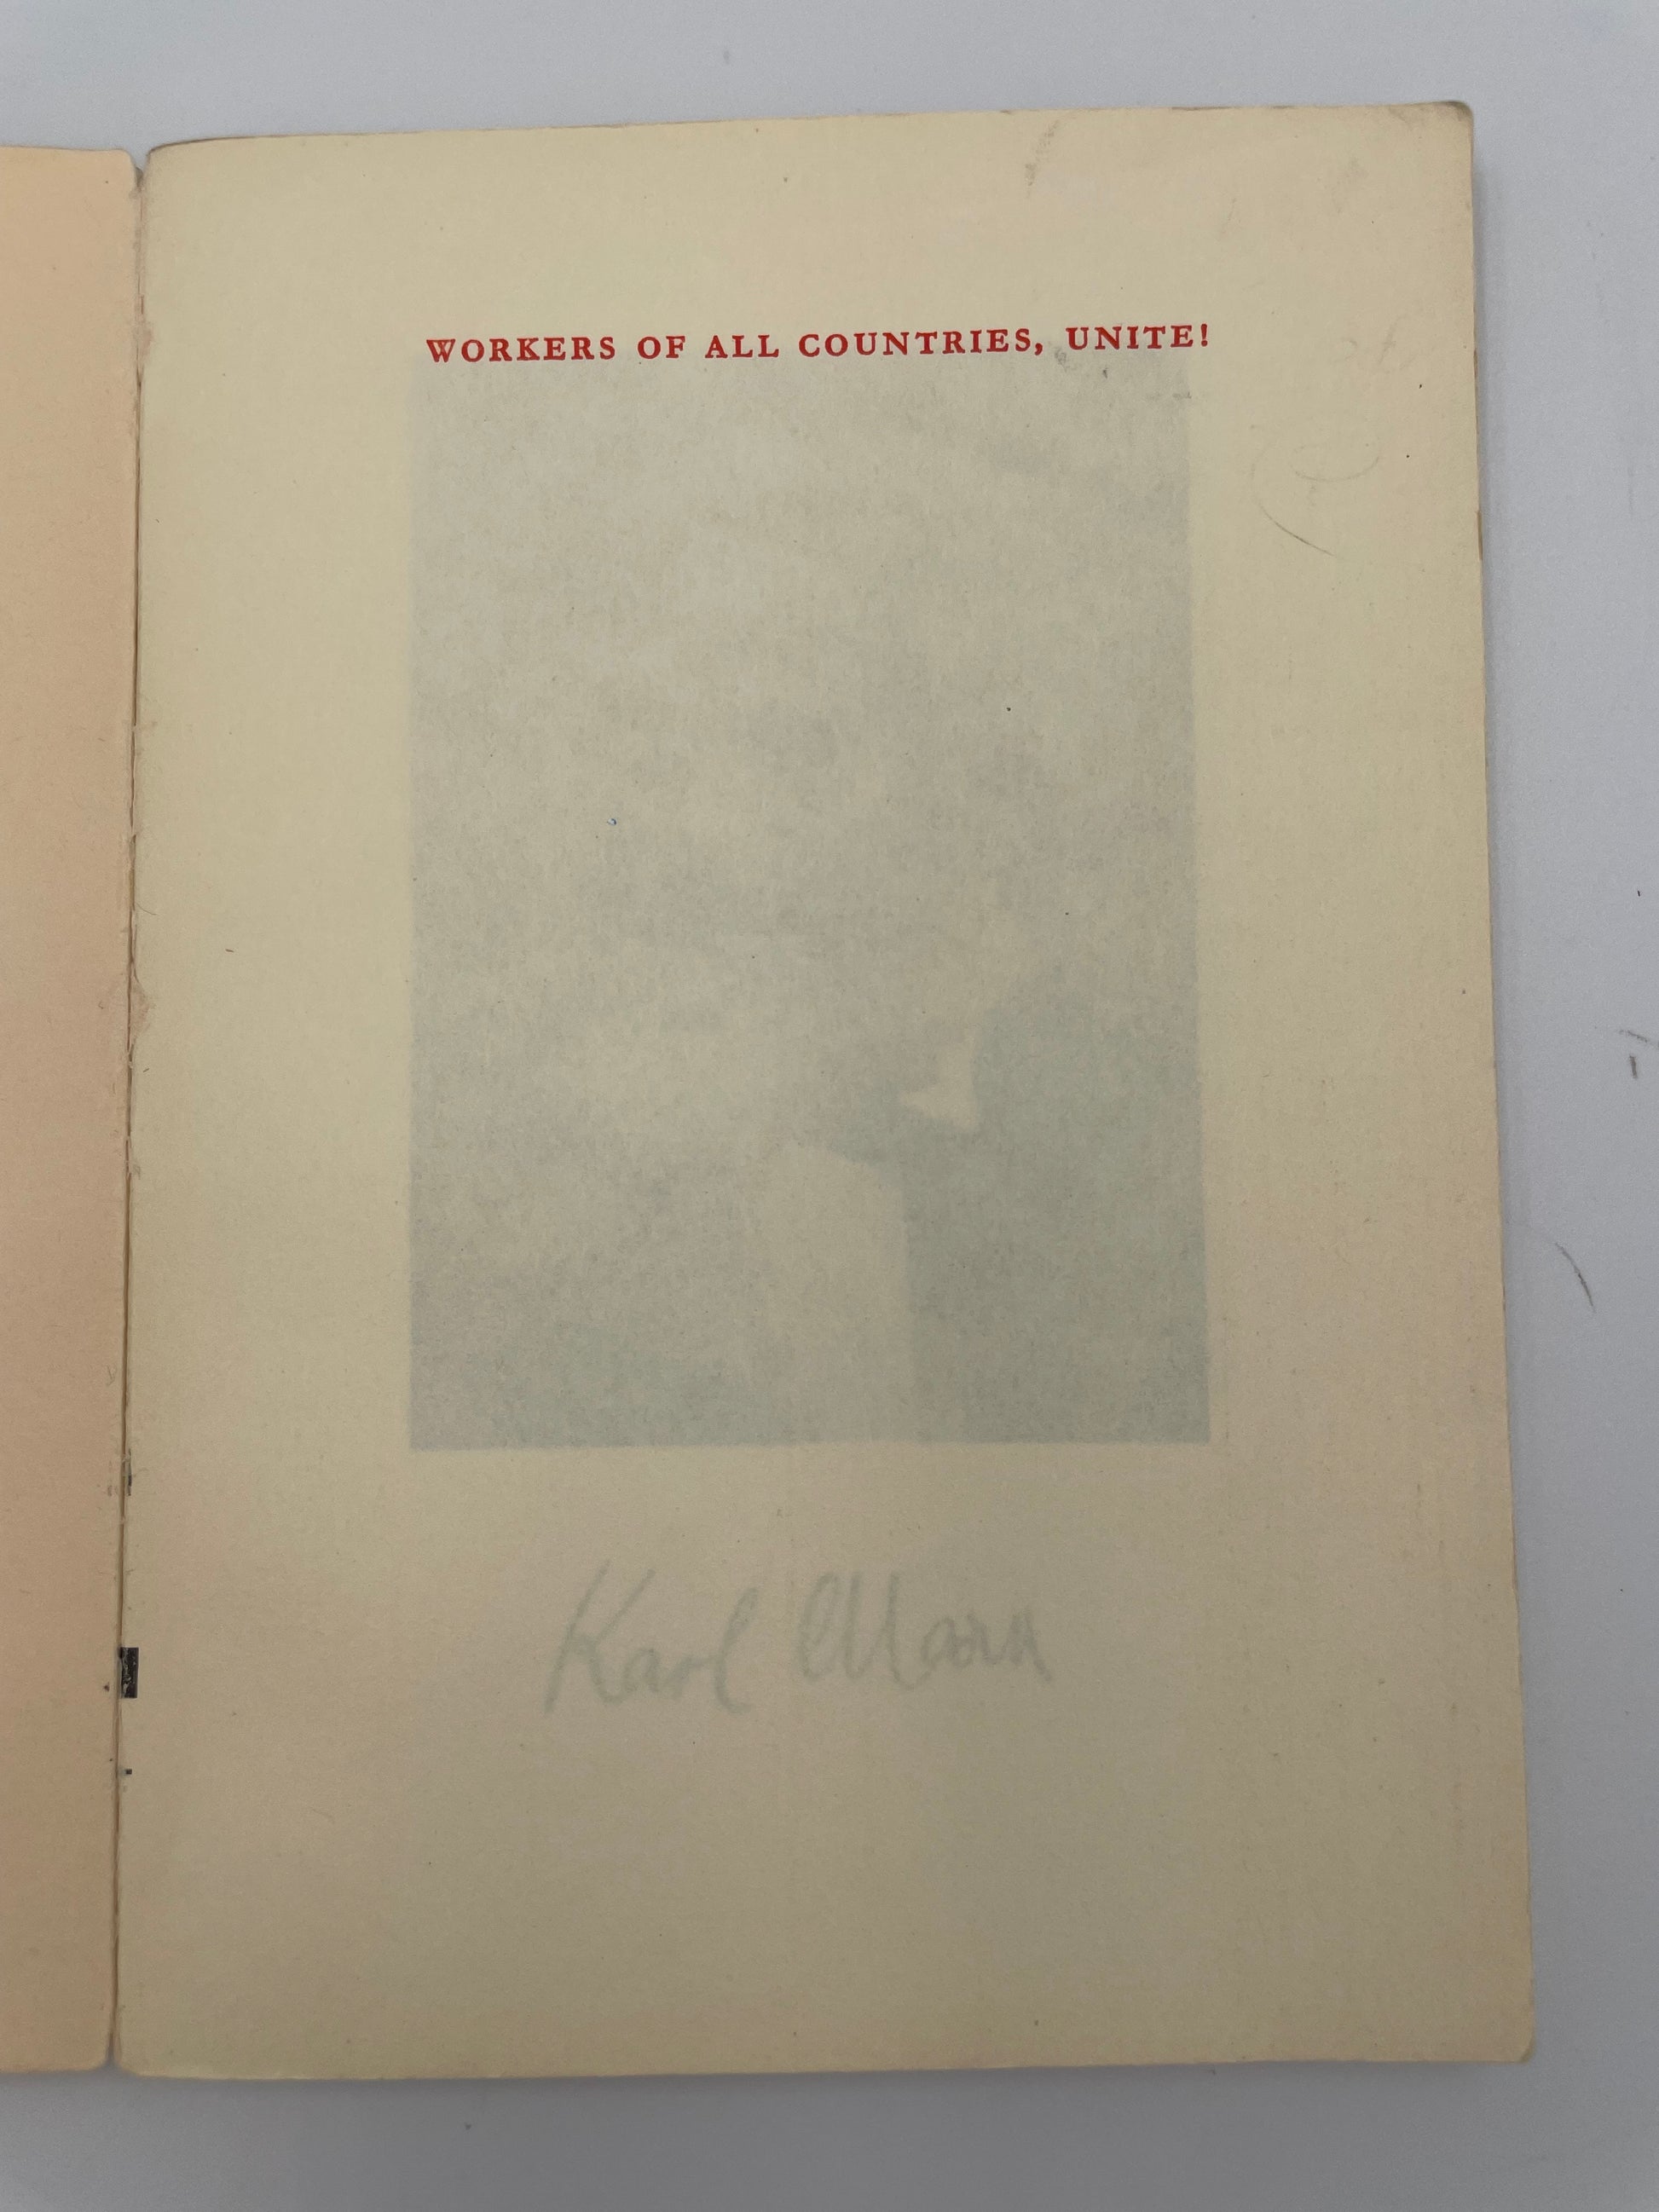 WORKERS OF ALL COUNTRIES, UNITE!
Karl Marx